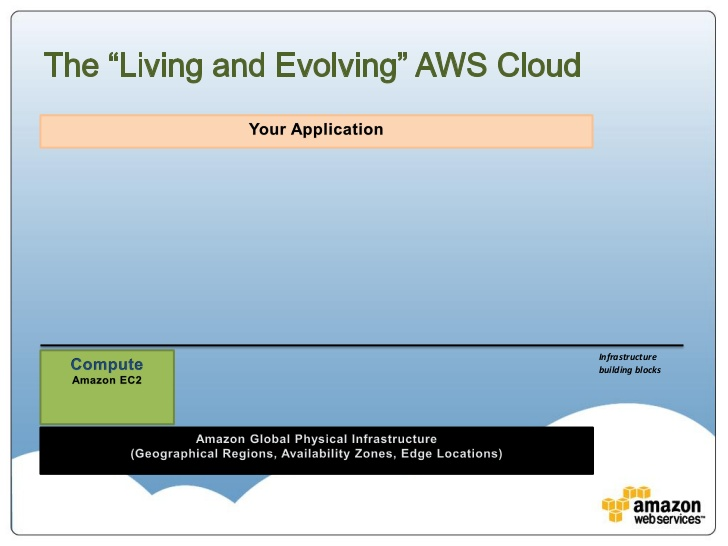 The “Living and Evolving” AWS Cloud
Your Application
Infrastructure
building blocks
Compute
Amazon EC2
Amazon Global Physical Infrastructure
(Geographical Regions, Availability Zones, Edge Locations)
amazon
webservices™